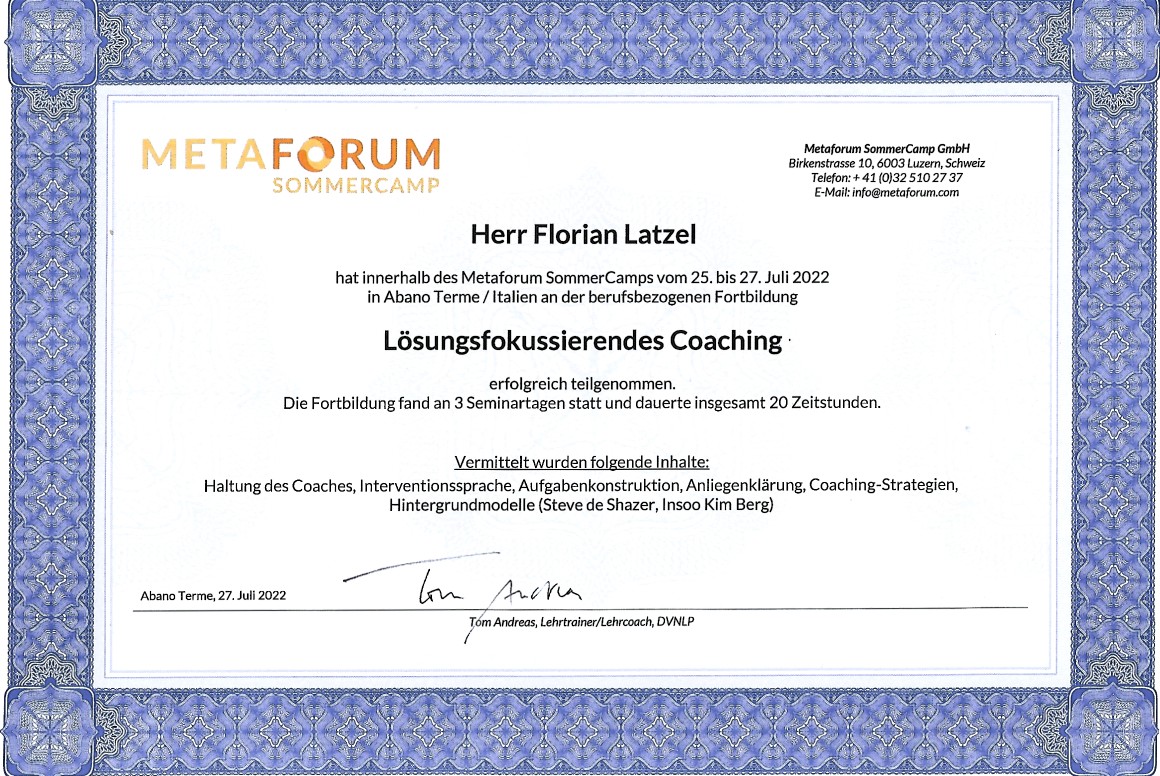 METAFORUM
SOMMERCAMP
Metaforum SommerCamp GmbH
Birkenstrasse 10, 6003 Luzern, Schweiz
Telefon: + 41 (0)32 510 27 37
E-Mail: info@metaforum.com
Herr Florian Latzel
hat innerhalb des Metaforum SommerCamps vom 25. bis 27. Juli 2022
in Abano Terme / Italien an der berufsbezogenen Fortbildung
Lösungsfokussierendes Coaching
erfolgreich teilgenommen.
Die Fortbildung fand an 3 Seminartagen statt und dauerte insgesamt 20 Zeitstunden.
Vermittelt wurden folgende Inhalte:
Haltung des Coaches, Interventionssprache, Aufgabenkonstruktion, Anliegenklärung, Coaching-Strategien,
Hintergrundmodelle (Steve de Shazer, Insoo Kim Berg)
Tom Andreas
Abano Terme, 27. Juli 2022
Tom Andreas, Lehrtrainer/Lehrcoach, DVNLP